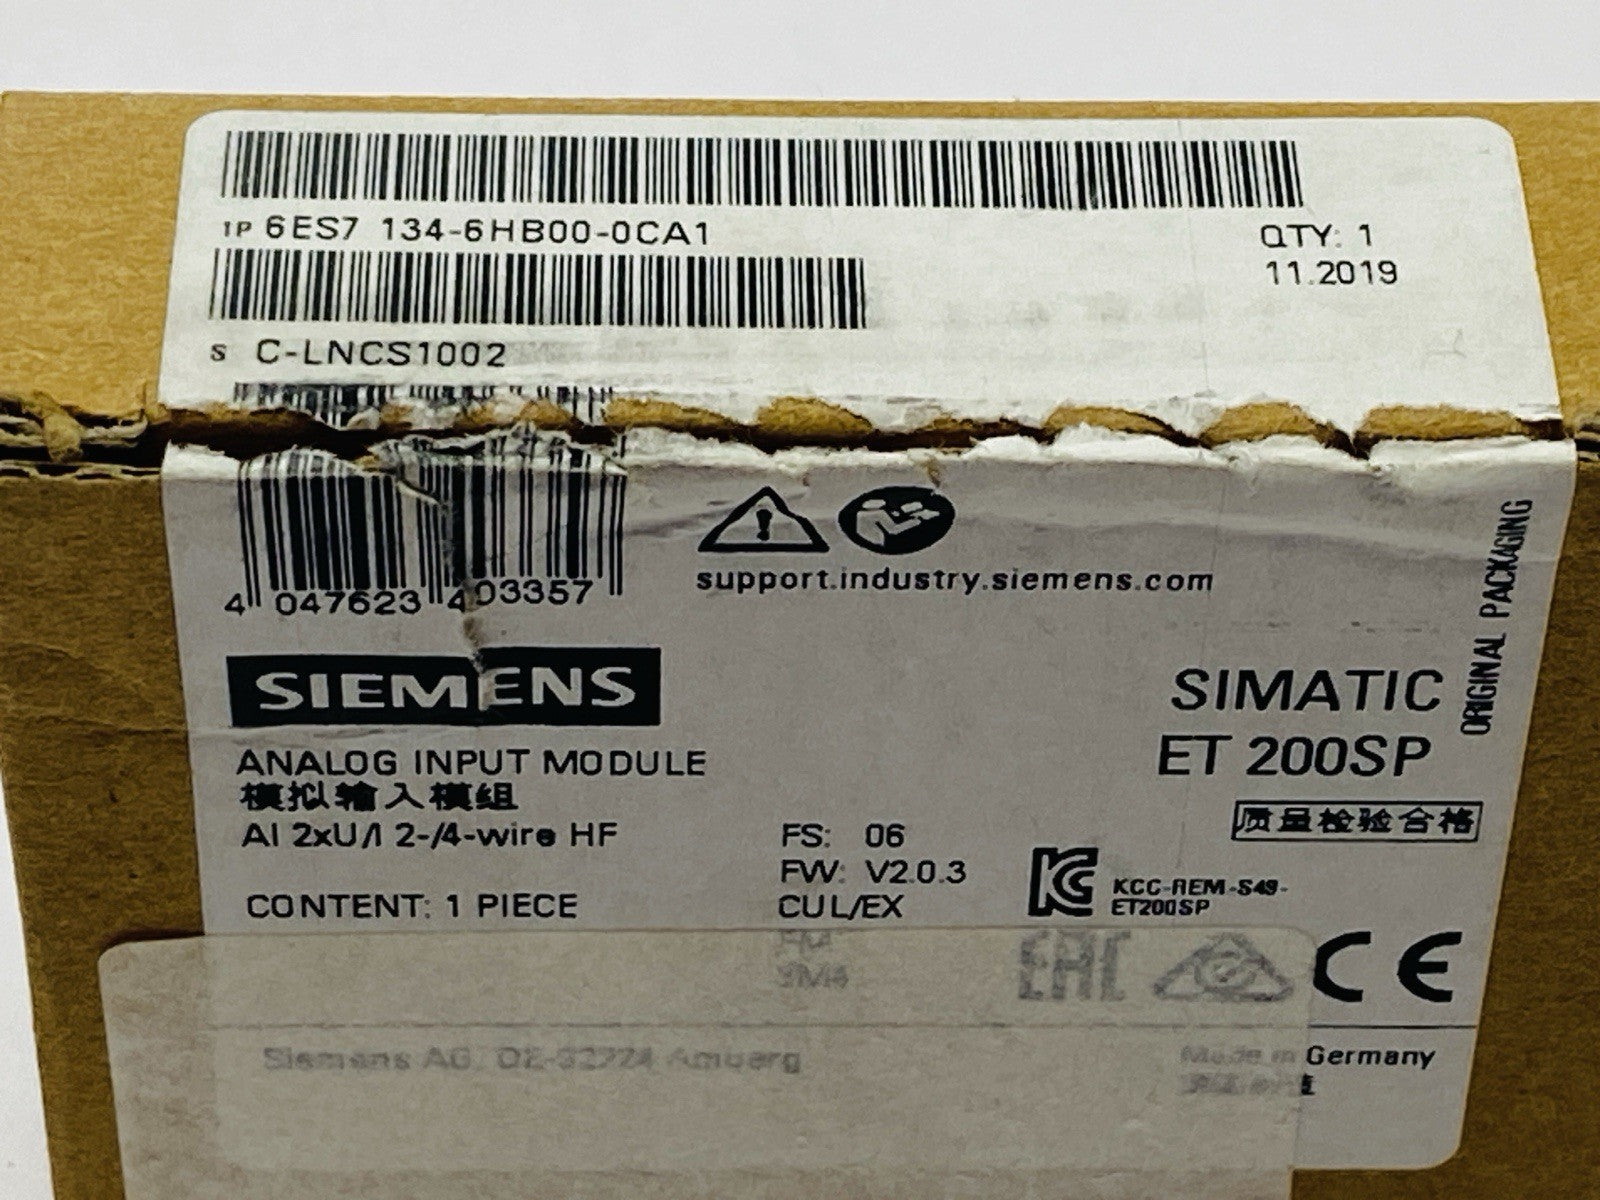 1P 6ES7 134-6HB00-0CA1
QTY: 1
11.2019
S C-LNCS1002
4 047623 403357
support.industry.siemens.com
ORIGINAL PACKAGING
SIEMENS
SIMATIC
ET 200SP
ANALOG INPUT MODULE
模拟输入模组
AI 2xU/I 2-/4-wire HF
质量检验合格
FS: 06
FW: V2.0.3
CUL/EX
FM
KCC-REM-S49-
ET200SP
CONTENT: 1 PIECE
EAC
CE
Siemens AG, DE-92224 Amberg
Made in Germany